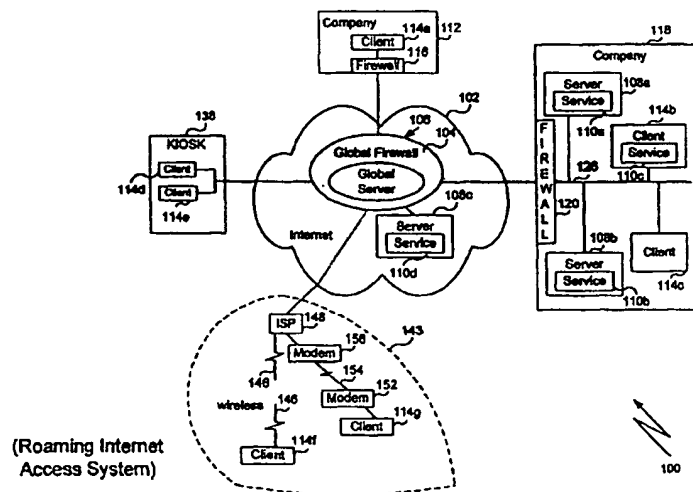 Company
114a
Client
112
116
Firewall
118
Company
Server
108a
Service
110a
114b
Client
Service
110c
126
FIREWALL
120
108b
Server
Service
110b
Client
114c
102
106
104
Global Firewall
Global Server
108c
Server
Service
110d
Internet
138
KIOSK
Client
114d
Client
114e
ISP
148
143
Modem
156
154
146
wireless
146
Modem
152
Client
114g
Client
114f
(Roaming Internet
Access System)
100